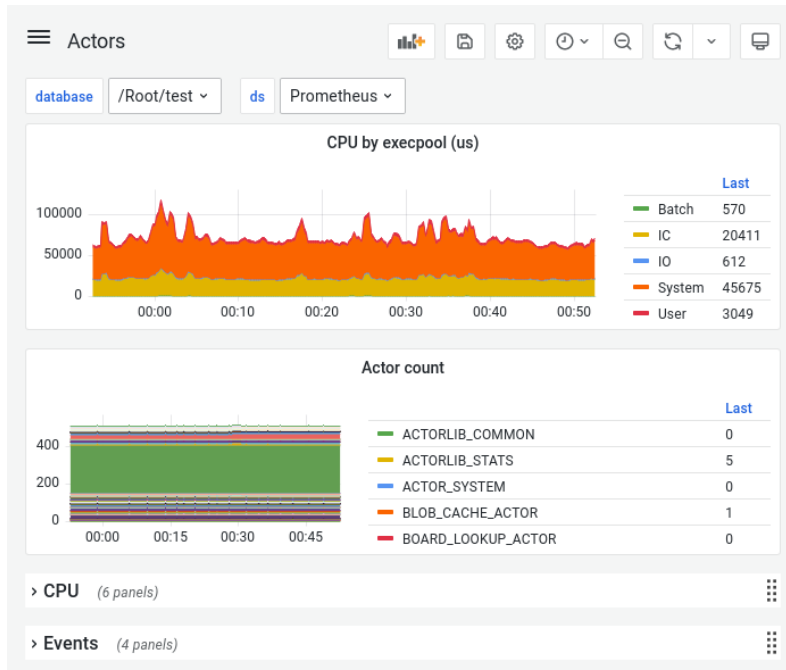 Actors
database /Root/test ds Prometheus
CPU by execpool (us)
Last
100000
50000
0
00:00 00:10 00:20 00:30 00:40 00:50
Batch 570
IC 20411
IO 612
System 45675
User 3049
Actor count
Last
400
200
0
00:00 00:15 00:30 00:45
ACTORLIB_COMMON 0
ACTORLIB_STATS 5
ACTOR_SYSTEM 0
BLOB_CACHE_ACTOR 1
BOARD_LOOKUP_ACTOR 0
CPU (6 panels)
Events (4 panels)